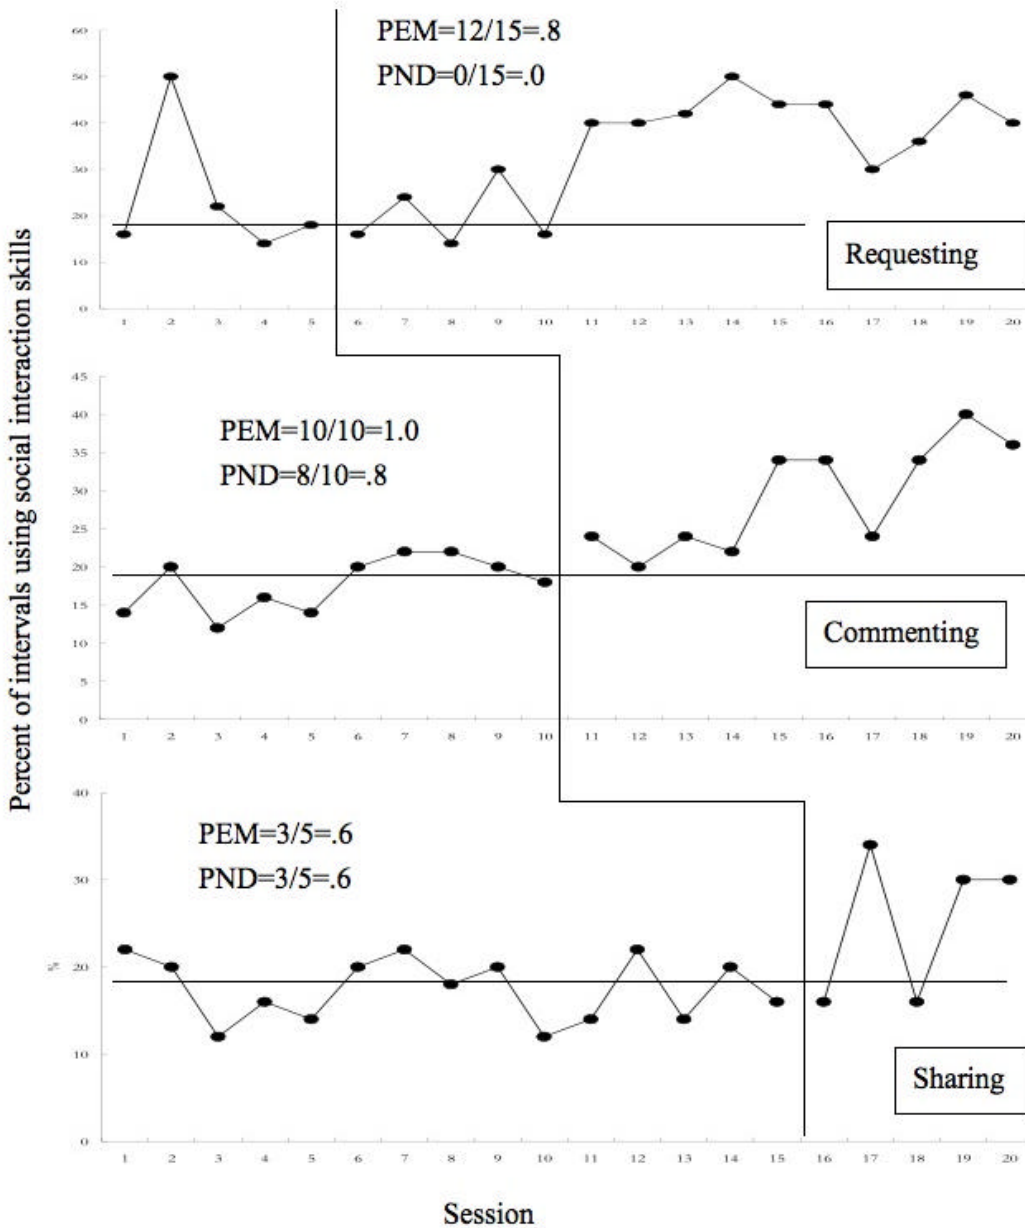 Percent of intervals using social interaction skills
PEM=12/15=.8
PND=0/15=.0
60
50
40
30
20
10
0
1 2 3 4 5 6 7 8 9 10 11 12 13 14 15 16 17 18 19 20
Requesting
PEM=10/10=1.0
PND=8/10=.8
45
40
35
30
25
20
15
10
5
0
1 2 3 4 5 6 7 8 9 10 11 12 13 14 15 16 17 18 19 20
Commenting
PEM=3/5=.6
PND=3/5=.6
40
30
%
20
10
0
1 2 3 4 5 6 7 8 9 10 11 12 13 14 15 16 17 18 19 20
Sharing
Session